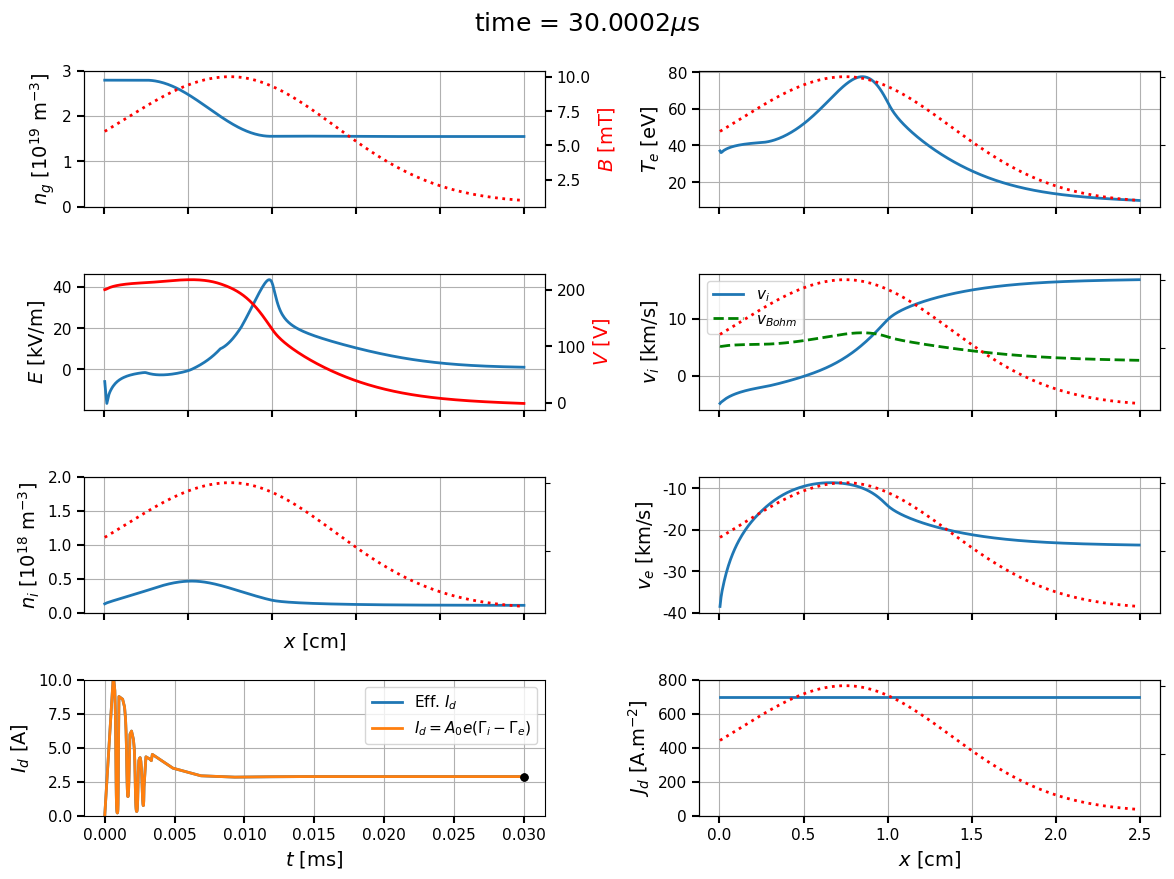 time = 30.0002μs
n_g [10^19 m^−3]
3
2
1
0
10.0
7.5
5.0
2.5
B [mT]
T_e [eV]
80
60
40
20
E [kV/m]
40
20
0
200
100
0
V [V]
v_i [km/s]
10
0
v_i
v_Bohm
n_i [10^18 m^−3]
2.0
1.5
1.0
0.5
0.0
x [cm]
v_e [km/s]
-10
-20
-30
-40
I_d [A]
10.0
7.5
5.0
2.5
0.0
Eff. I_d
I_d = A_0e(Γ_i − Γ_e)
0.000 0.005 0.010 0.015 0.020 0.025 0.030
t [ms]
J_d [A.m^−2]
800
600
400
200
0
0.0 0.5 1.0 1.5 2.0 2.5
x [cm]